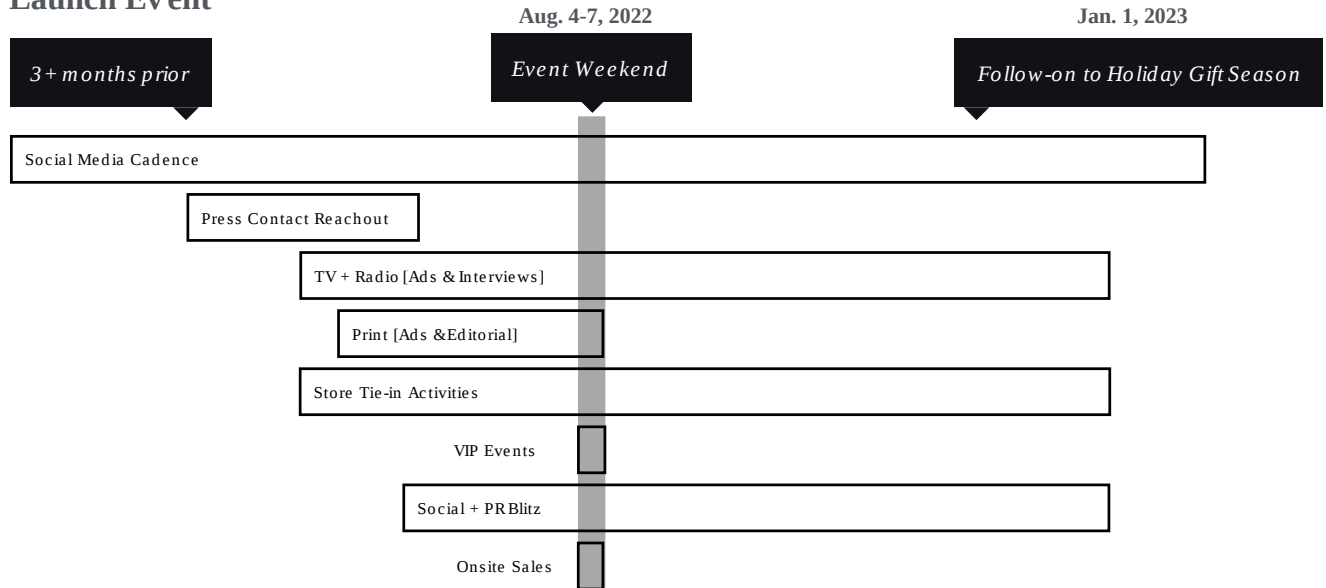 Launch Event
Aug. 4-7, 2022
Jan. 1, 2023
3+ months prior
Event Weekend
Follow-on to Holiday Gift Season
Social Media Cadence
Press Contact Reachout
TV + Radio [Ads & Interviews]
Print [Ads &Editorial]
Store Tie-in Activities
VIP Events
Social + PR Blitz
Onsite Sales